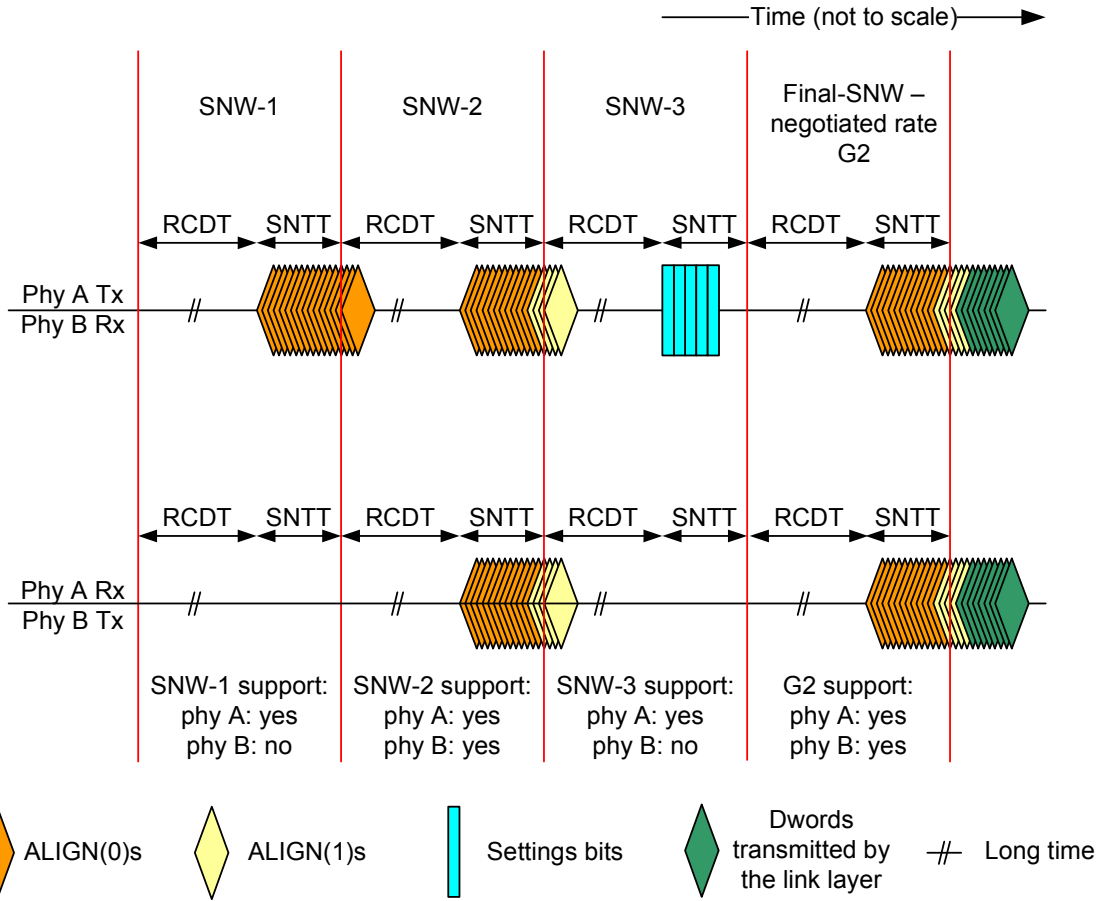 Time (not to scale)
SNW-1
SNW-2
SNW-3
Final-SNW –
negotiated rate
G2
RCDT
SNTT
RCDT
SNTT
RCDT
SNTT
RCDT
SNTT
Phy A Tx
Phy B Rx
RCDT
SNTT
RCDT
SNTT
RCDT
SNTT
RCDT
SNTT
Phy A Rx
Phy B Tx
SNW-1 support:
phy A: yes
phy B: no
SNW-2 support:
phy A: yes
phy B: yes
SNW-3 support:
phy A: yes
phy B: no
G2 support:
phy A: yes
phy B: yes
ALIGN(0)s
ALIGN(1)s
Settings bits
Dwords
transmitted by
the link layer
Long time